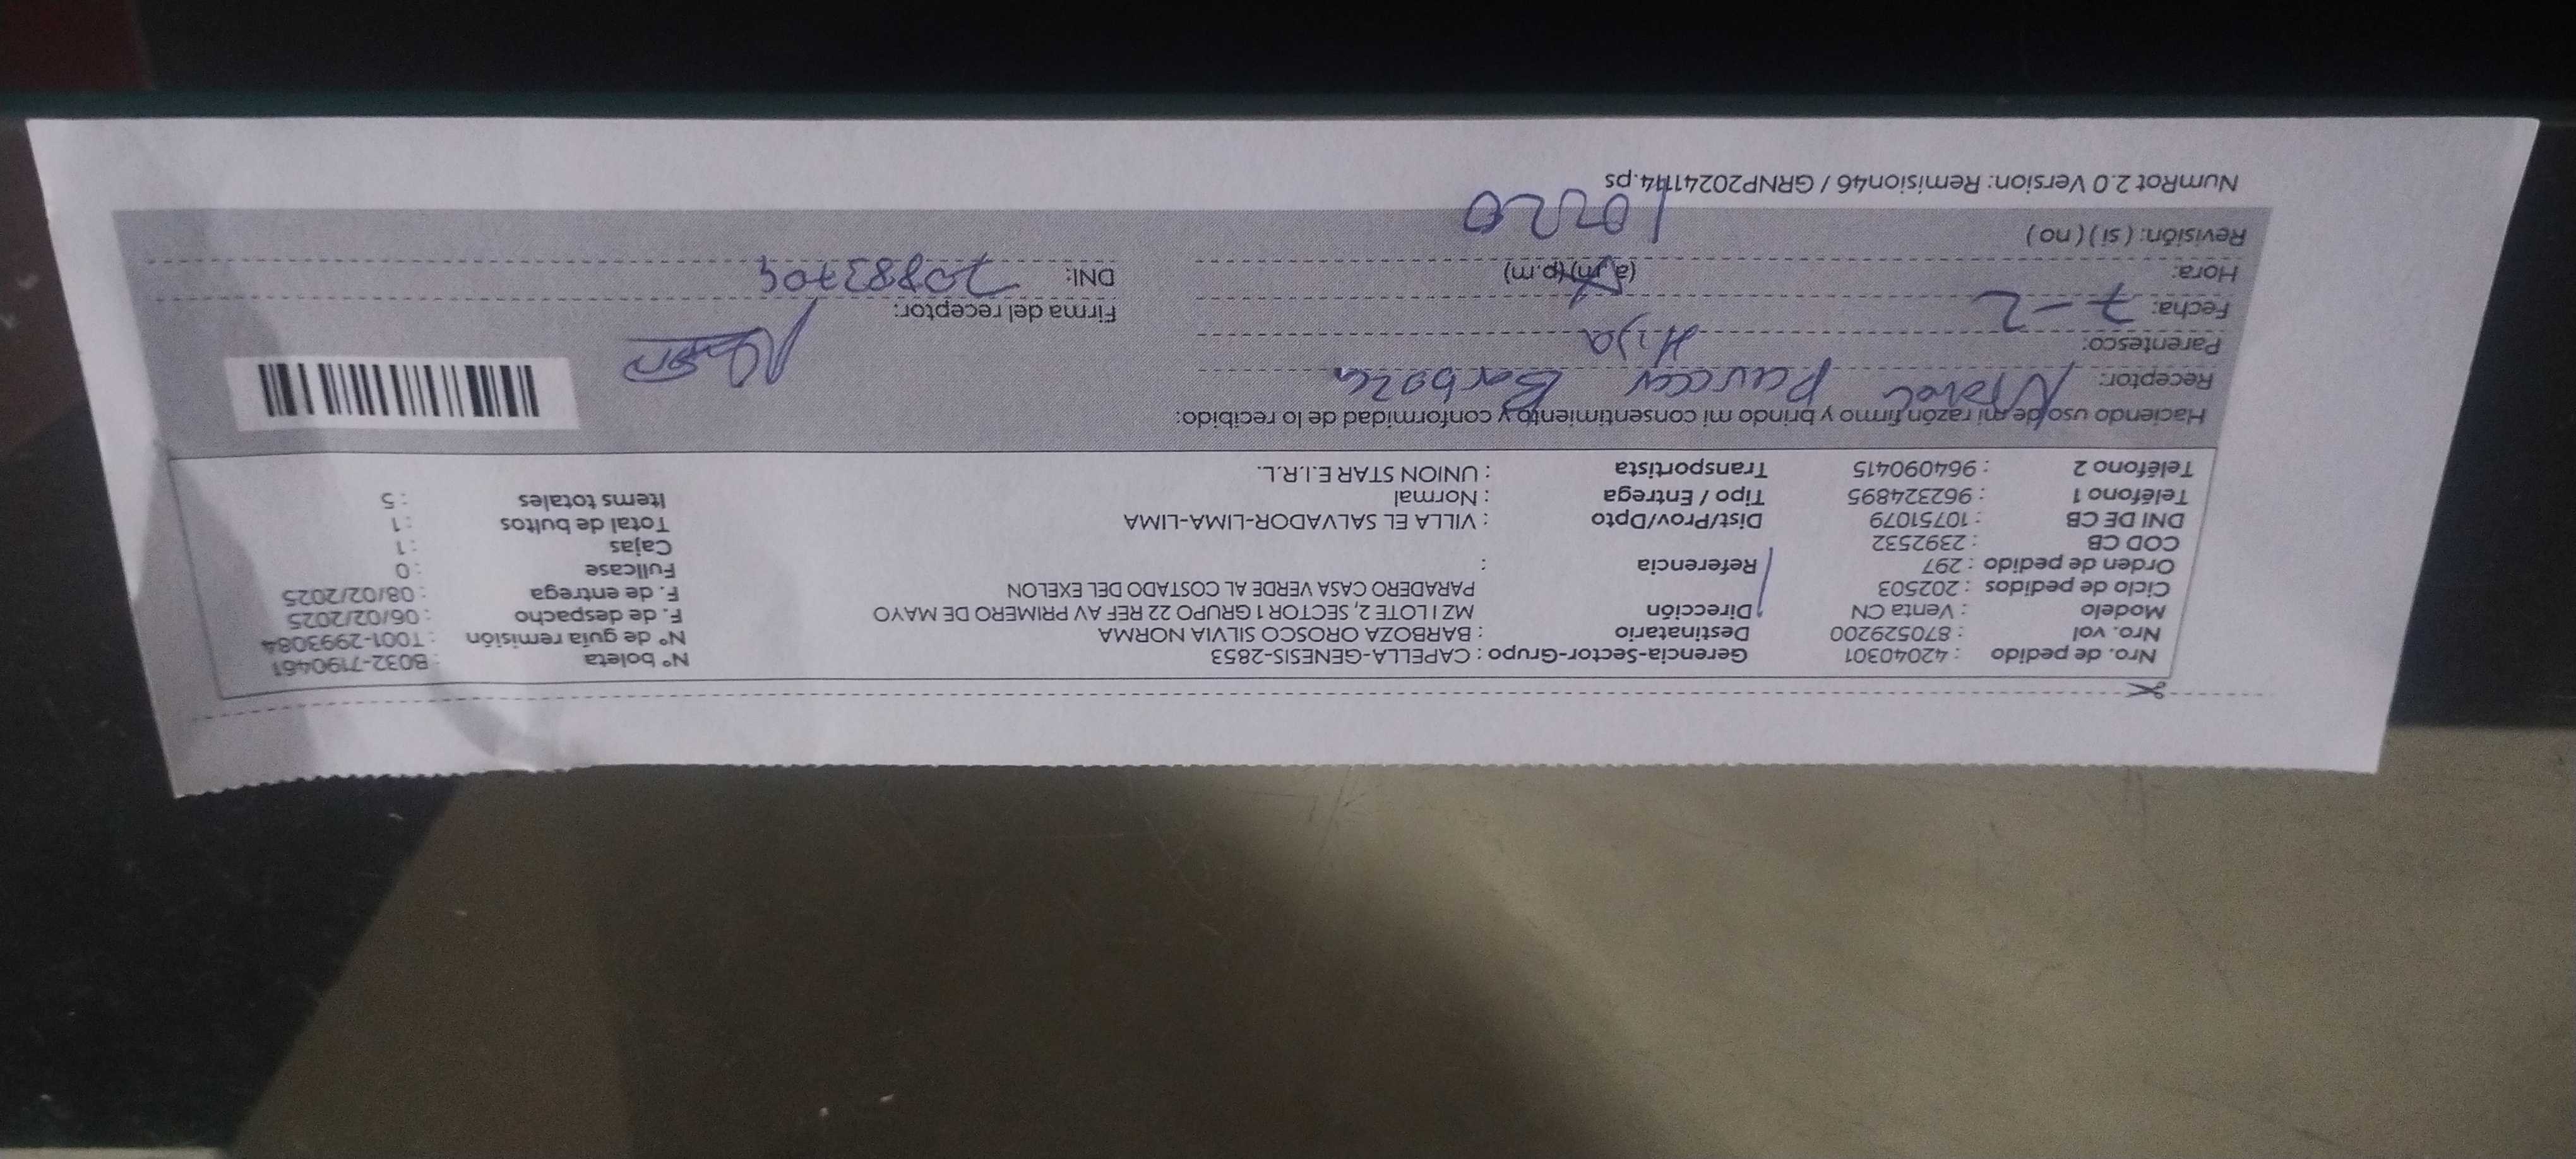 Nro. de pedido : 42040301 Gerencia-Sector-Grupo : CAPELLA-GENESIS-2853 N° boleta : B032-7190461
Nro. vol : 870529200 Destinatario : BARBOZA OROSCO SILVIA NORMA N° de guía remisión : T001-2993084
Modelo : Venta CN Dirección MZ I LOTE 2, SECTOR 1 GRUPO 22 REF AV PRIMERO DE MAYO F. de despacho : 06/02/2025
Ciclo de pedidos : 202503 PARADERO CASA VERDE AL COSTADO DEL EXELON F. de entrega : 08/02/2025
Orden de pedido : 297 Referencia : Fullcase : 0
COD CB : 2392532 Cajas : 1
DNI DE CB : 10751079 Dist/Prov/Dpto : VILLA EL SALVADOR-LIMA-LIMA Total de bultos : 1
Teléfono 1 : 962324895 Tipo / Entrega : Normal Items totales : 5
Teléfono 2 : 964090415 Transportista : UNION STAR E.I.R.L.
Haciendo uso de mi razón firmo y brindo mi consentimiento y conformidad de lo recibido:
Receptor: Barboza
Parentesco: Hija
Fecha: 7-2 Firma del receptor:
Hora: (a.m) (p.m) DNI: 70883704
Revisión: ( si ) ( no ) 10:20
NumRot 2.0 Version: Remision46 / GRNP20241114.ps